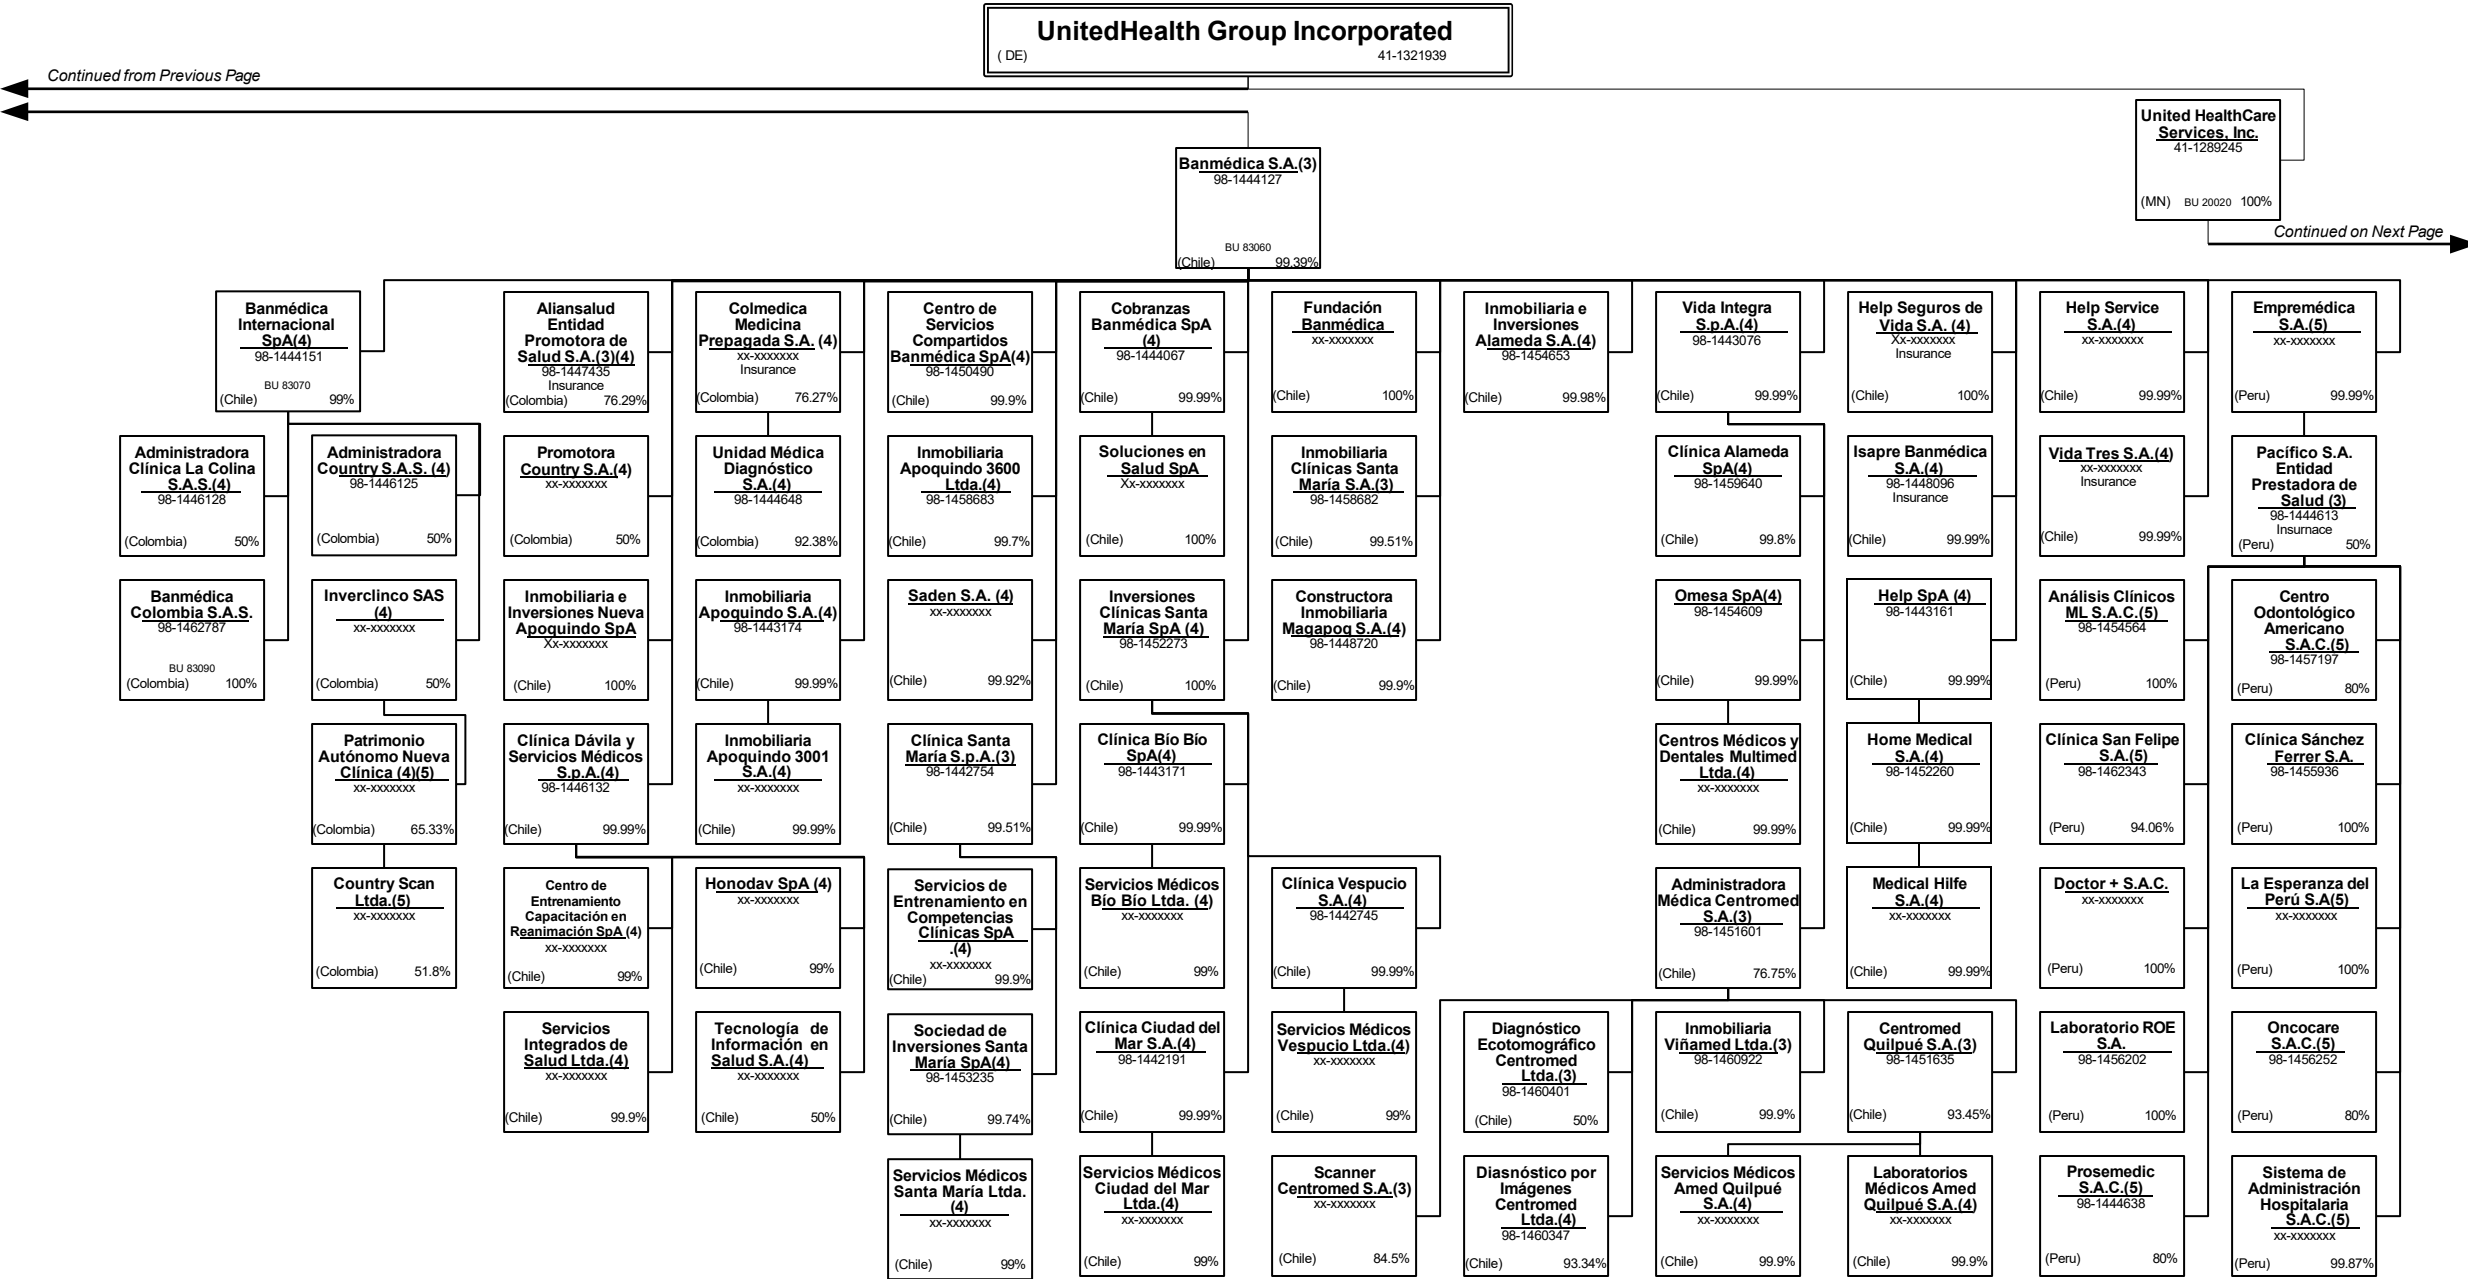 UnitedHealth Group Incorporated
( DE) 41-1321939
Continued from Previous Page
United HealthCare
Services, Inc.
41-1289245
(MN) BU 20020 100%
Continued on Next Page
Banmédica S.A.(3)
98-1444127
BU 83060
(Chile) 99.39%
Banmédica
Internacional
SpA(4)
98-1444151
BU 83070
(Chile) 99%
Aliansalud
Entidad
Promotora de
Salud S.A.(3)(4)
98-1447435
Insurance
(Colombia) 76.29%
Colmedica
Medicina
Prepagada S.A. (4)
xx-xxxxxxx
Insurance
(Colombia) 76.27%
Centro de
Servicios
Compartidos
Banmédica SpA(4)
98-1450490
(Chile) 99.9%
Cobranzas
Banmédica SpA
(4)
98-1444067
(Chile) 99.99%
Fundación
Banmédica
xx-xxxxxxx
(Chile) 100%
Inmobiliaria e
Inversiones
Alameda S.A.(4)
98-1454653
(Chile) 99.98%
Vida Integra
S.p.A.(4)
98-1443076
(Chile) 99.99%
Help Seguros de
Vida S.A. (4)
Xx-xxxxxxx
Insurance
(Chile) 100%
Help Service
S.A.(4)
xx-xxxxxxx
(Chile) 99.99%
Empremédica
S.A.(5)
xx-xxxxxxx
(Peru) 99.99%
Administradora
Clínica La Colina
S.A.S.(4)
98-1446128
(Colombia) 50%
Administradora
Country S.A.S. (4)
98-1446125
(Colombia) 50%
Promotora
Country S.A.(4)
xx-xxxxxxx
(Colombia) 50%
Unidad Médica
Diagnóstico
S.A.(4)
98-1444648
(Colombia) 92.38%
Inmobiliaria
Apoquindo 3600
Ltda.(4)
98-1458683
(Chile) 99.7%
Soluciones en
Salud SpA
Xx-xxxxxxx
(Chile) 100%
Inmobiliaria
Clínicas Santa
María S.A.(3)
98-1458682
(Chile) 99.51%
Clínica Alameda
SpA(4)
98-1459640
(Chile) 99.8%
Isapre Banmédica
S.A.(4)
98-1448096
Insurance
(Chile) 99.99%
Vida Tres S.A.(4)
xx-xxxxxxx
Insurance
(Chile) 99.99%
Pacífico S.A.
Entidad
Prestadora de
Salud (3)
98-1444613
Insurnace
(Peru) 50%
Banmédica
Colombia S.A.S.
98-1462787
BU 83090
(Colombia) 100%
Inverclinco SAS
(4)
xx-xxxxxxx
(Colombia) 50%
Inmobiliaria e
Inversiones Nueva
Apoquindo SpA
Xx-xxxxxxx
(Chile) 100%
Inmobiliaria
Apoquindo S.A.(4)
98-1443174
(Chile) 99.99%
Saden S.A. (4)
xx-xxxxxxx
(Chile) 99.92%
Inversiones
Clínicas Santa
María SpA (4)
98-1452273
(Chile) 100%
Constructora
Inmobiliaria
Magapoq S.A.(4)
98-1448720
(Chile) 99.9%
Omesa SpA(4)
98-1454609
(Chile) 99.99%
Help SpA (4)
98-1443161
(Chile) 99.99%
Análisis Clínicos
ML S.A.C.(5)
98-1454564
(Peru) 100%
Centro
Odontológico
Americano
S.A.C.(5)
98-1457197
(Peru) 80%
Patrimonio
Autónomo Nueva
Clínica (4)(5)
xx-xxxxxxx
(Colombia) 65.33%
Clínica Dávila y
Servicios Médicos
S.p.A.(4)
98-1446132
(Chile) 99.99%
Inmobiliaria
Apoquindo 3001
S.A.(4)
xx-xxxxxxx
(Chile) 99.99%
Clínica Santa
María S.p.A.(3)
98-1442754
(Chile) 99.51%
Clínica Bío Bío
SpA(4)
98-1443171
(Chile) 99.99%
Centros Médicos y
Dentales Multimed
Ltda.(4)
xx-xxxxxxx
(Chile) 99.99%
Home Medical
S.A.(4)
98-1452260
(Chile) 99.99%
Clínica San Felipe
S.A.(5)
98-1462343
(Peru) 94.06%
Clínica Sánchez
Ferrer S.A.
98-1455936
(Peru) 100%
Country Scan
Ltda.(5)
xx-xxxxxxx
(Colombia) 51.8%
Centro de
Entrenamiento
Capacitación en
Reanimación SpA (4)
xx-xxxxxxx
(Chile) 99%
Honodav SpA (4)
xx-xxxxxxx
(Chile) 99%
Servicios de
Entrenamiento en
Competencias
Clínicas SpA
.(4)
xx-xxxxxxx
(Chile) 99.9%
Servicios Médicos
Bío Bío Ltda. (4)
xx-xxxxxxx
(Chile) 99%
Clínica Vespucio
S.A.(4)
98-1442745
(Chile) 99.99%
Administradora
Médica Centromed
S.A.(3)
98-1451601
(Chile) 76.75%
Medical Hilfe
S.A.(4)
xx-xxxxxxx
(Chile) 99.99%
Doctor + S.A.C.
xx-xxxxxxx
(Peru) 100%
La Esperanza del
Perú S.A(5)
xx-xxxxxxx
(Peru) 100%
Servicios
Integrados de
Salud Ltda.(4)
xx-xxxxxxx
(Chile) 99.9%
Tecnología de
Información en
Salud S.A.(4)
xx-xxxxxxx
(Chile) 50%
Sociedad de
Inversiones Santa
María SpA(4)
98-1453235
(Chile) 99.74%
Clínica Ciudad del
Mar S.A.(4)
98-1442191
(Chile) 99.99%
Servicios Médicos
Vespucio Ltda.(4)
xx-xxxxxxx
(Chile) 99%
Diagnóstico
Ecotomográfico
Centromed
Ltda.(3)
98-1460401
(Chile) 50%
Inmobiliaria
Viñamed Ltda.(3)
98-1460922
(Chile) 99.9%
Centromed
Quilpué S.A.(3)
98-1451635
(Chile) 93.45%
Laboratorio ROE
S.A.
98-1456202
(Peru) 100%
Oncocare
S.A.C.(5)
98-1456252
(Peru) 80%
Servicios Médicos
Santa María Ltda.
(4)
xx-xxxxxxx
(Chile) 99%
Servicios Médicos
Ciudad del Mar
Ltda.(4)
xx-xxxxxxx
(Chile) 99%
Scanner
Centromed S.A.(3)
xx-xxxxxxx
(Chile) 84.5%
Diasnóstico por
Imágenes
Centromed
Ltda.(4)
98-1460347
(Chile) 93.34%
Servicios Médicos
Amed Quilpué
S.A.(4)
xx-xxxxxxx
(Chile) 99.9%
Laboratorios
Médicos Amed
Quilpué S.A.(4)
xx-xxxxxxx
(Chile) 99.9%
Prosemedic
S.A.C.(5)
98-1444638
(Peru) 80%
Sistema de
Administración
Hospitalaria
S.A.C.(5)
xx-xxxxxxx
(Peru) 99.87%